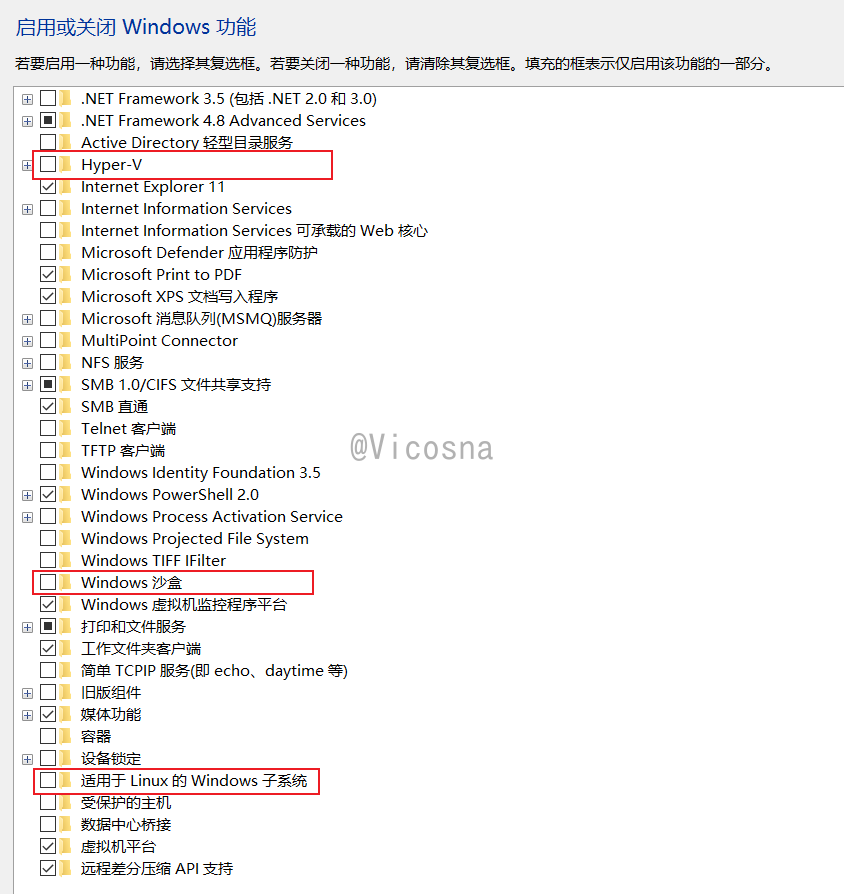 启用或关闭 Windows 功能
若要启用一种功能，请选择其复选框。若要关闭一种功能，请清除其复选框。填充的框表示仅启用该功能的一部分。
.NET Framework 3.5 (包括 .NET 2.0 和 3.0)
.NET Framework 4.8 Advanced Services
Active Directory 轻型目录服务
Hyper-V
Internet Explorer 11
Internet Information Services
Internet Information Services 可承载的 Web 核心
Microsoft Defender 应用程序防护
Microsoft Print to PDF
Microsoft XPS 文档写入程序
Microsoft 消息队列(MSMQ)服务器
MultiPoint Connector
NFS 服务
SMB 1.0/CIFS 文件共享支持
SMB 直通
Telnet 客户端
TFTP 客户端
@Vicosna
Windows Identity Foundation 3.5
Windows PowerShell 2.0
Windows Process Activation Service
Windows Projected File System
Windows TIFF IFilter
Windows 沙盒
Windows 虚拟机监控程序平台
打印和文件服务
工作文件夹客户端
简单 TCPIP 服务(即 echo、daytime 等)
旧版组件
媒体功能
容器
设备锁定
适用于 Linux 的 Windows 子系统
受保护的主机
数据中心桥接
虚拟机平台
远程差分压缩 API 支持